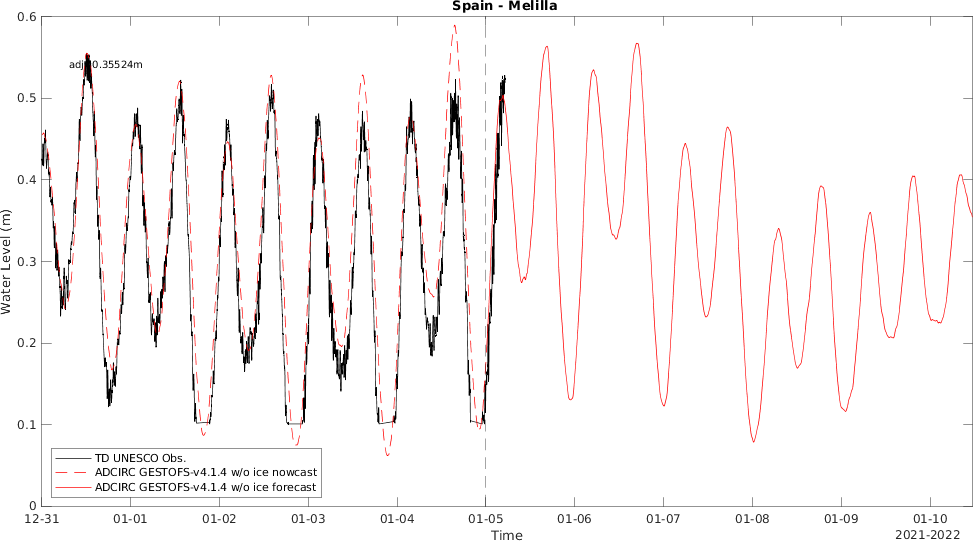 Spain - Melilla
0.6
0.5
0.4
0.3
0.2
0.1
0
Water Level (m)
0.35524m
TD UNESCO Obs.
ADCIRC GESTOFS-v4.1.4 w/o ice nowcast
ADCIRC GESTOFS-v4.1.4 w/o ice forecast
12-31 01-01 01-02 01-03 01-04 01-05 01-06 01-07 01-08 01-09 01-10
Time
2021-2022